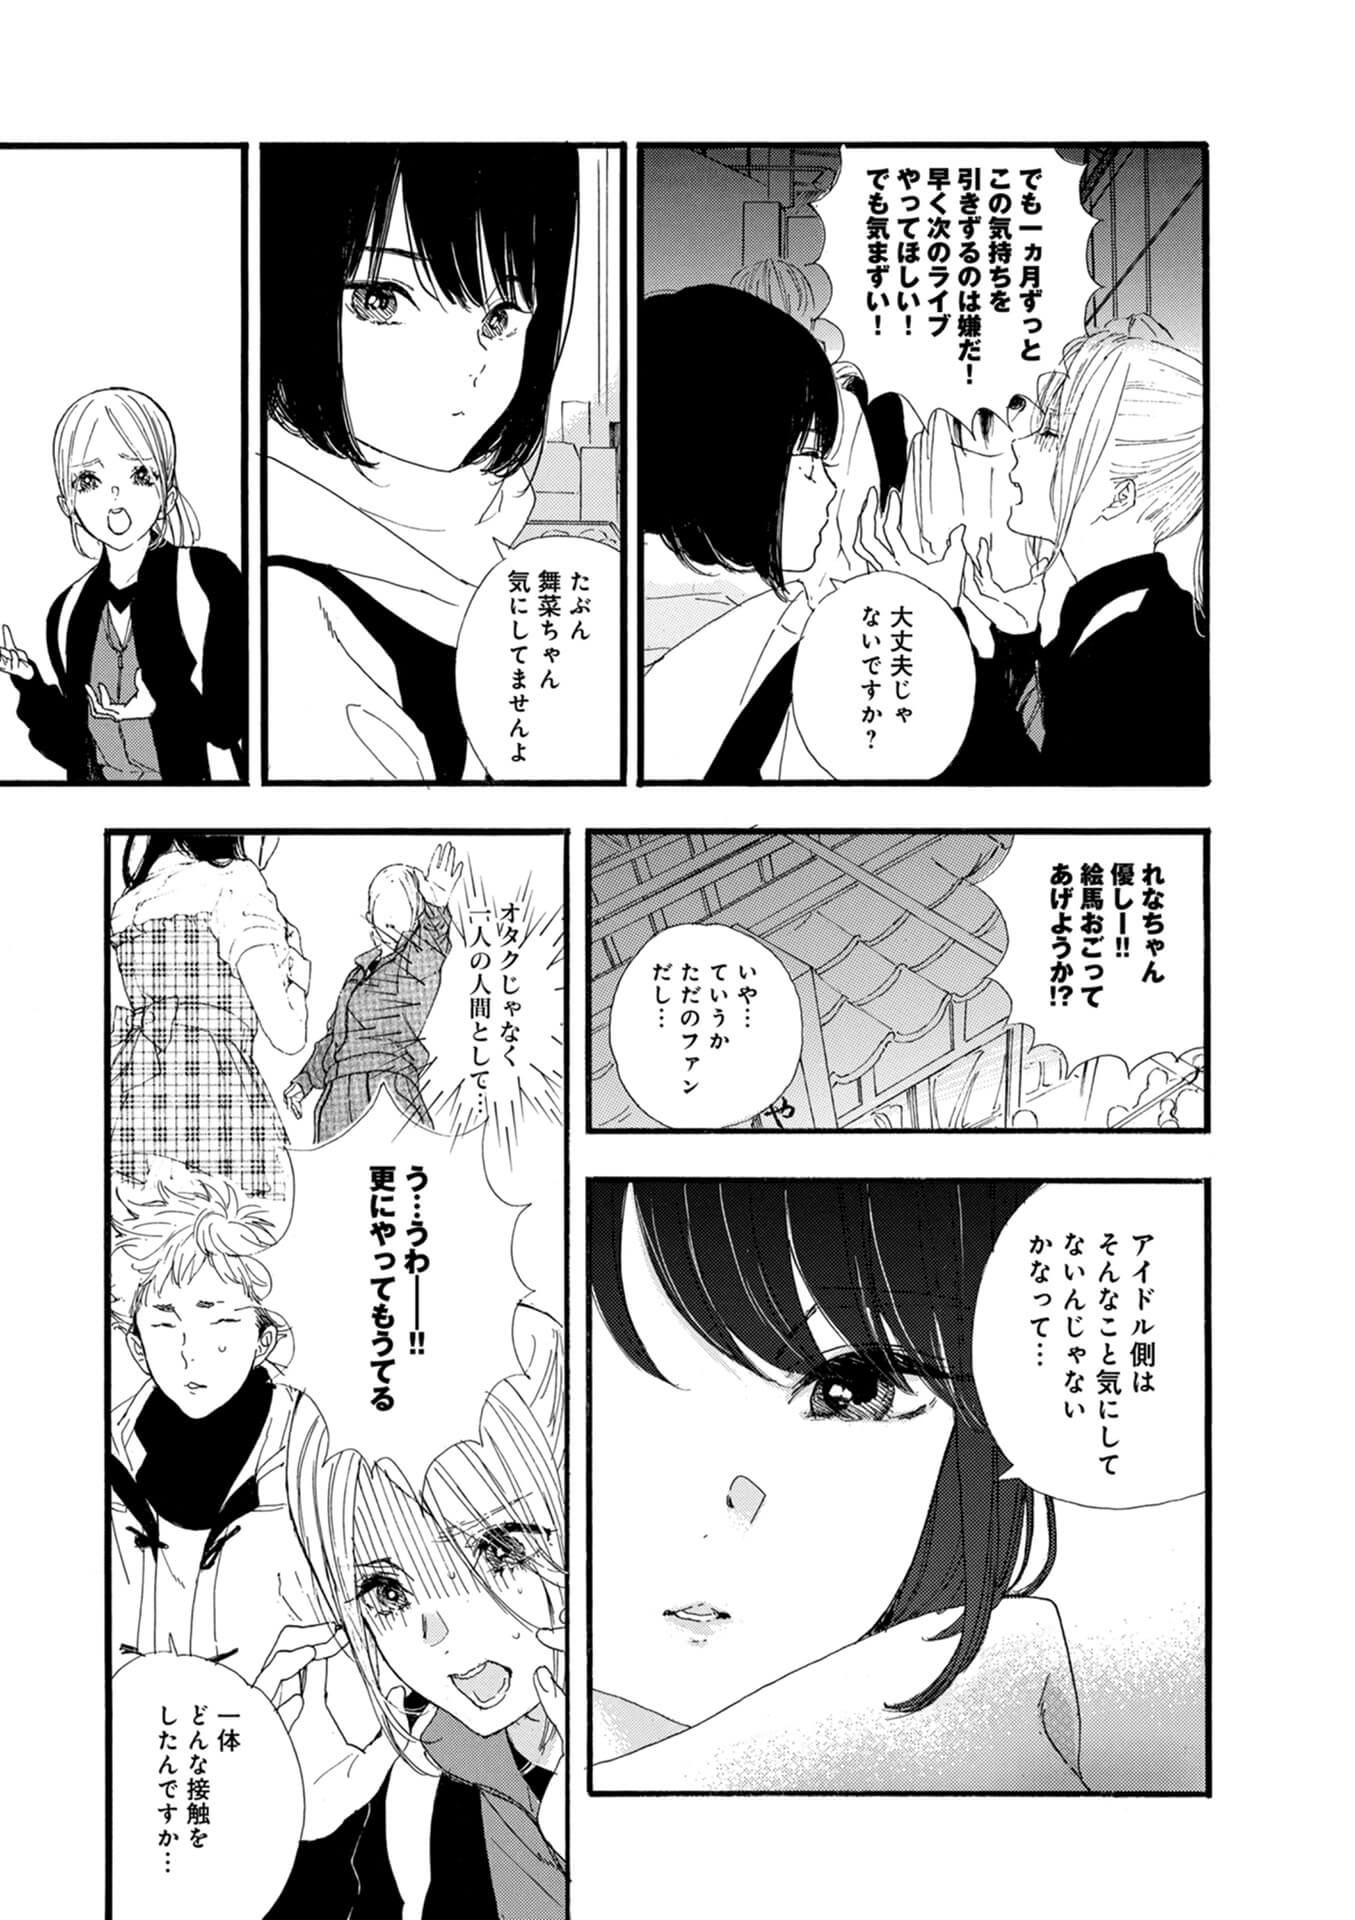 でも一ヵ月ずっと
この気持ちを
引きずるのは嫌だ！
早く次のライブ
やってほしい！
でも気まずい！
大丈夫じゃ
ないですか？
たぶん
舞菜ちゃん
気にしてませんよ
れなちゃん
優しー!!
絵馬おごって
あげようか!?
いや…
ていうか
ただのファン
だし…
や
アイドル側は
そんなこと気にして
ないんじゃない
かなって…
オタクじゃなく
一人の人間として…
う…うわ――!!
更にやってもうてる
一体
どんな接触を
したんですか…